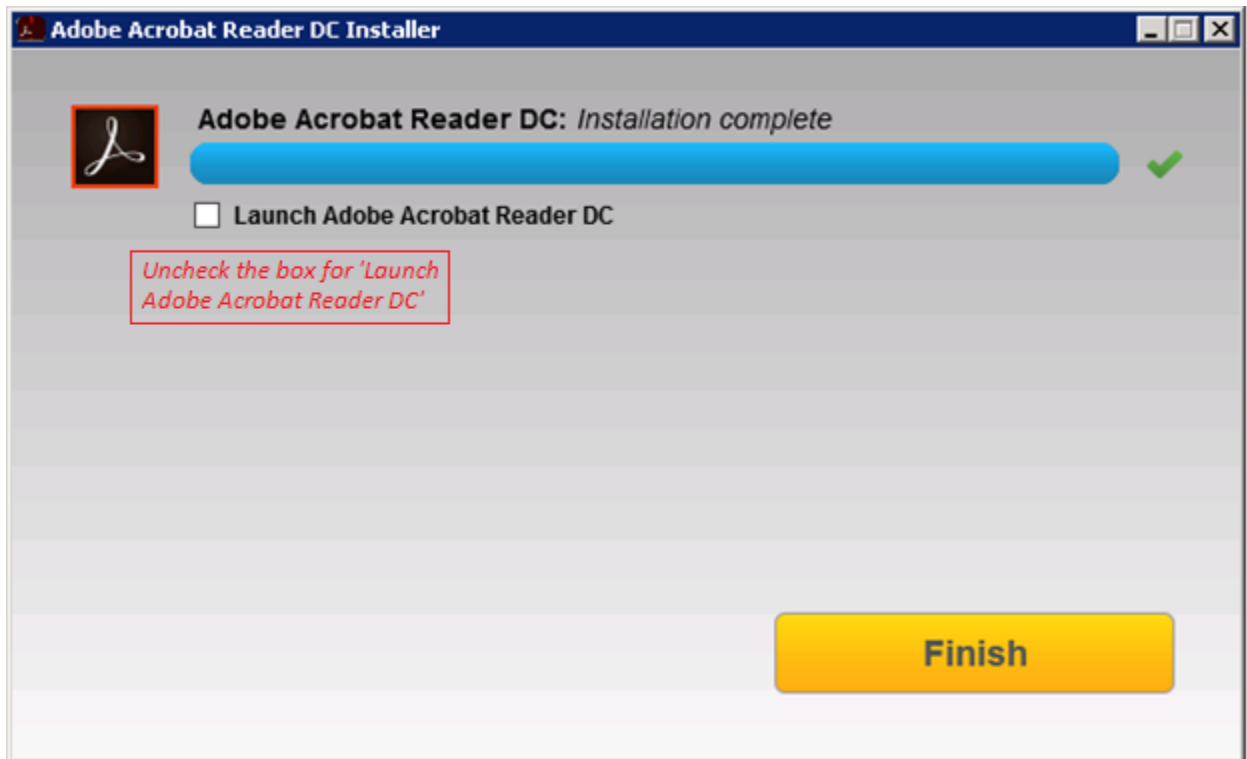 Adobe Acrobat Reader DC Installer
Adobe Acrobat Reader DC: Installation complete
Launch Adobe Acrobat Reader DC
Uncheck the box for 'Launch
Adobe Acrobat Reader DC'
Finish